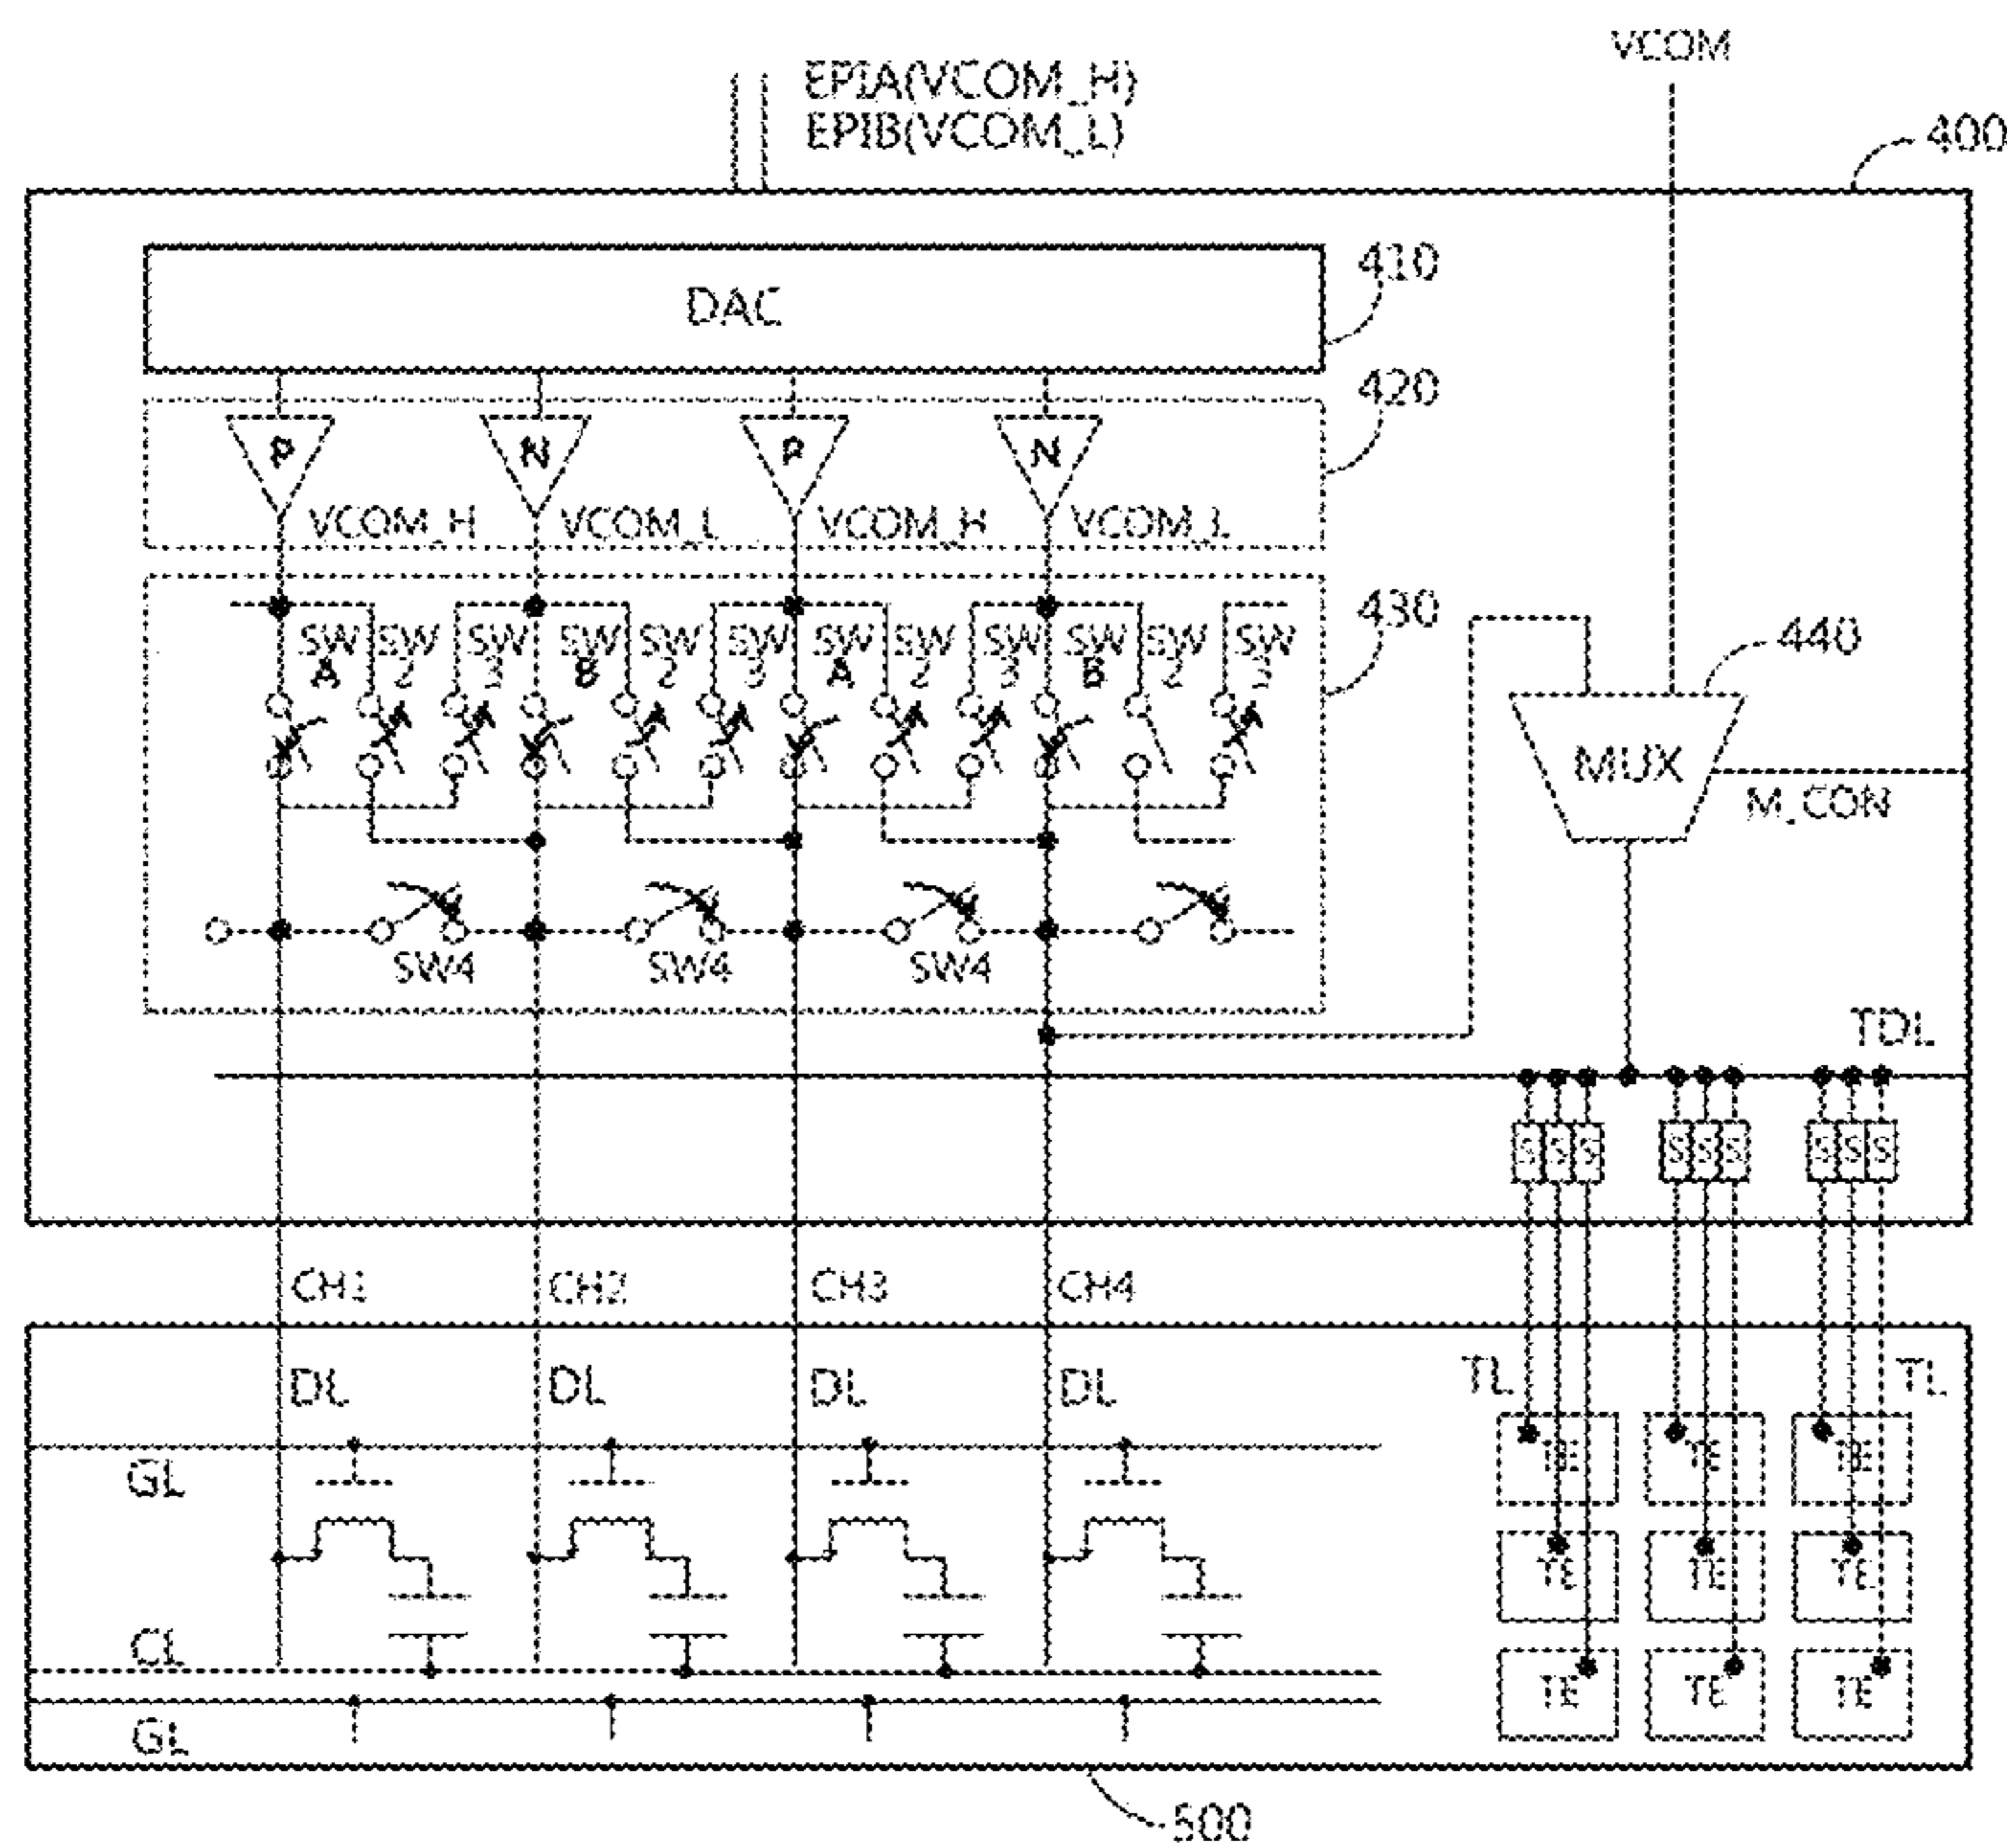 VCOM
EPIA(VCOM_H)
EPIB(VCOM_L)
400
410
DAC
420
P N P N
VCOM_H VCOM_L VCOM_H VCOM_L
430
SW SW SW SW SW SW SW SW SW SW SW SW
A 2 3 B 2 3 A 2 3 B 2 3
440
MUX
M_CON
SW4 SW4 SW4
TDL
S S S S S S S S S
CH1 CH2 CH3 CH4
DL DL DL DL TL TL
GL
TE TE TE
TE TE TE
CL
TE TE TE
GL
500